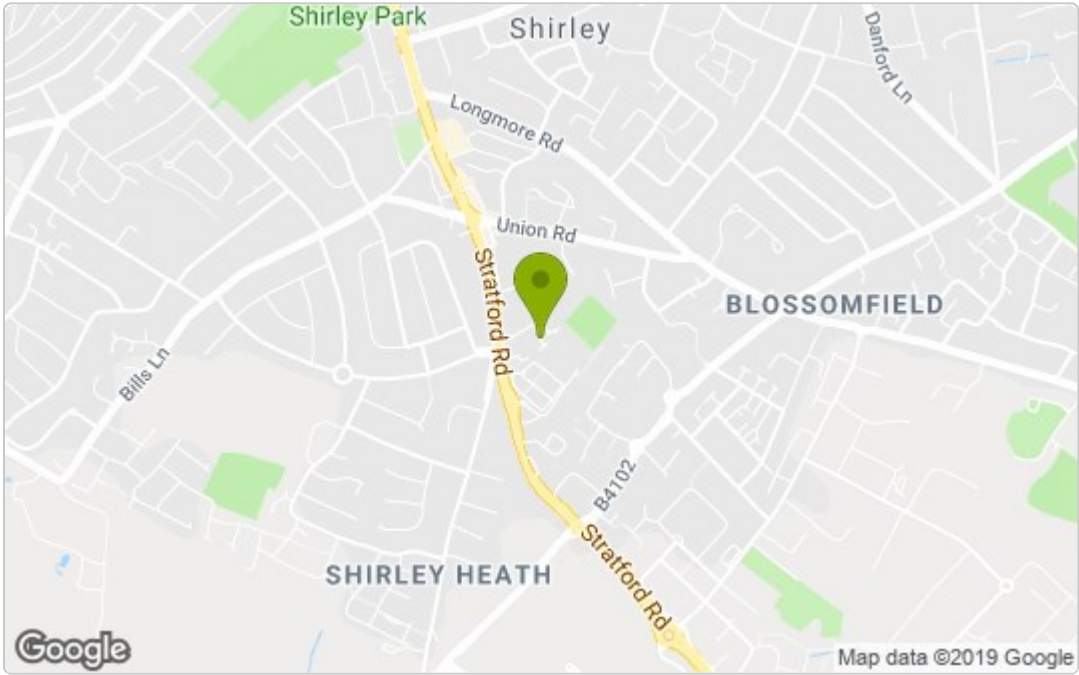 Shirley Park
Shirley
Danford Ln
Longmore Rd
Union Rd
Stratford Rd
BLOSSOMFIELD
Bills Ln
B4102
Stratford Rd
SHIRLEY HEATH
Google
Map data ©2019 Google